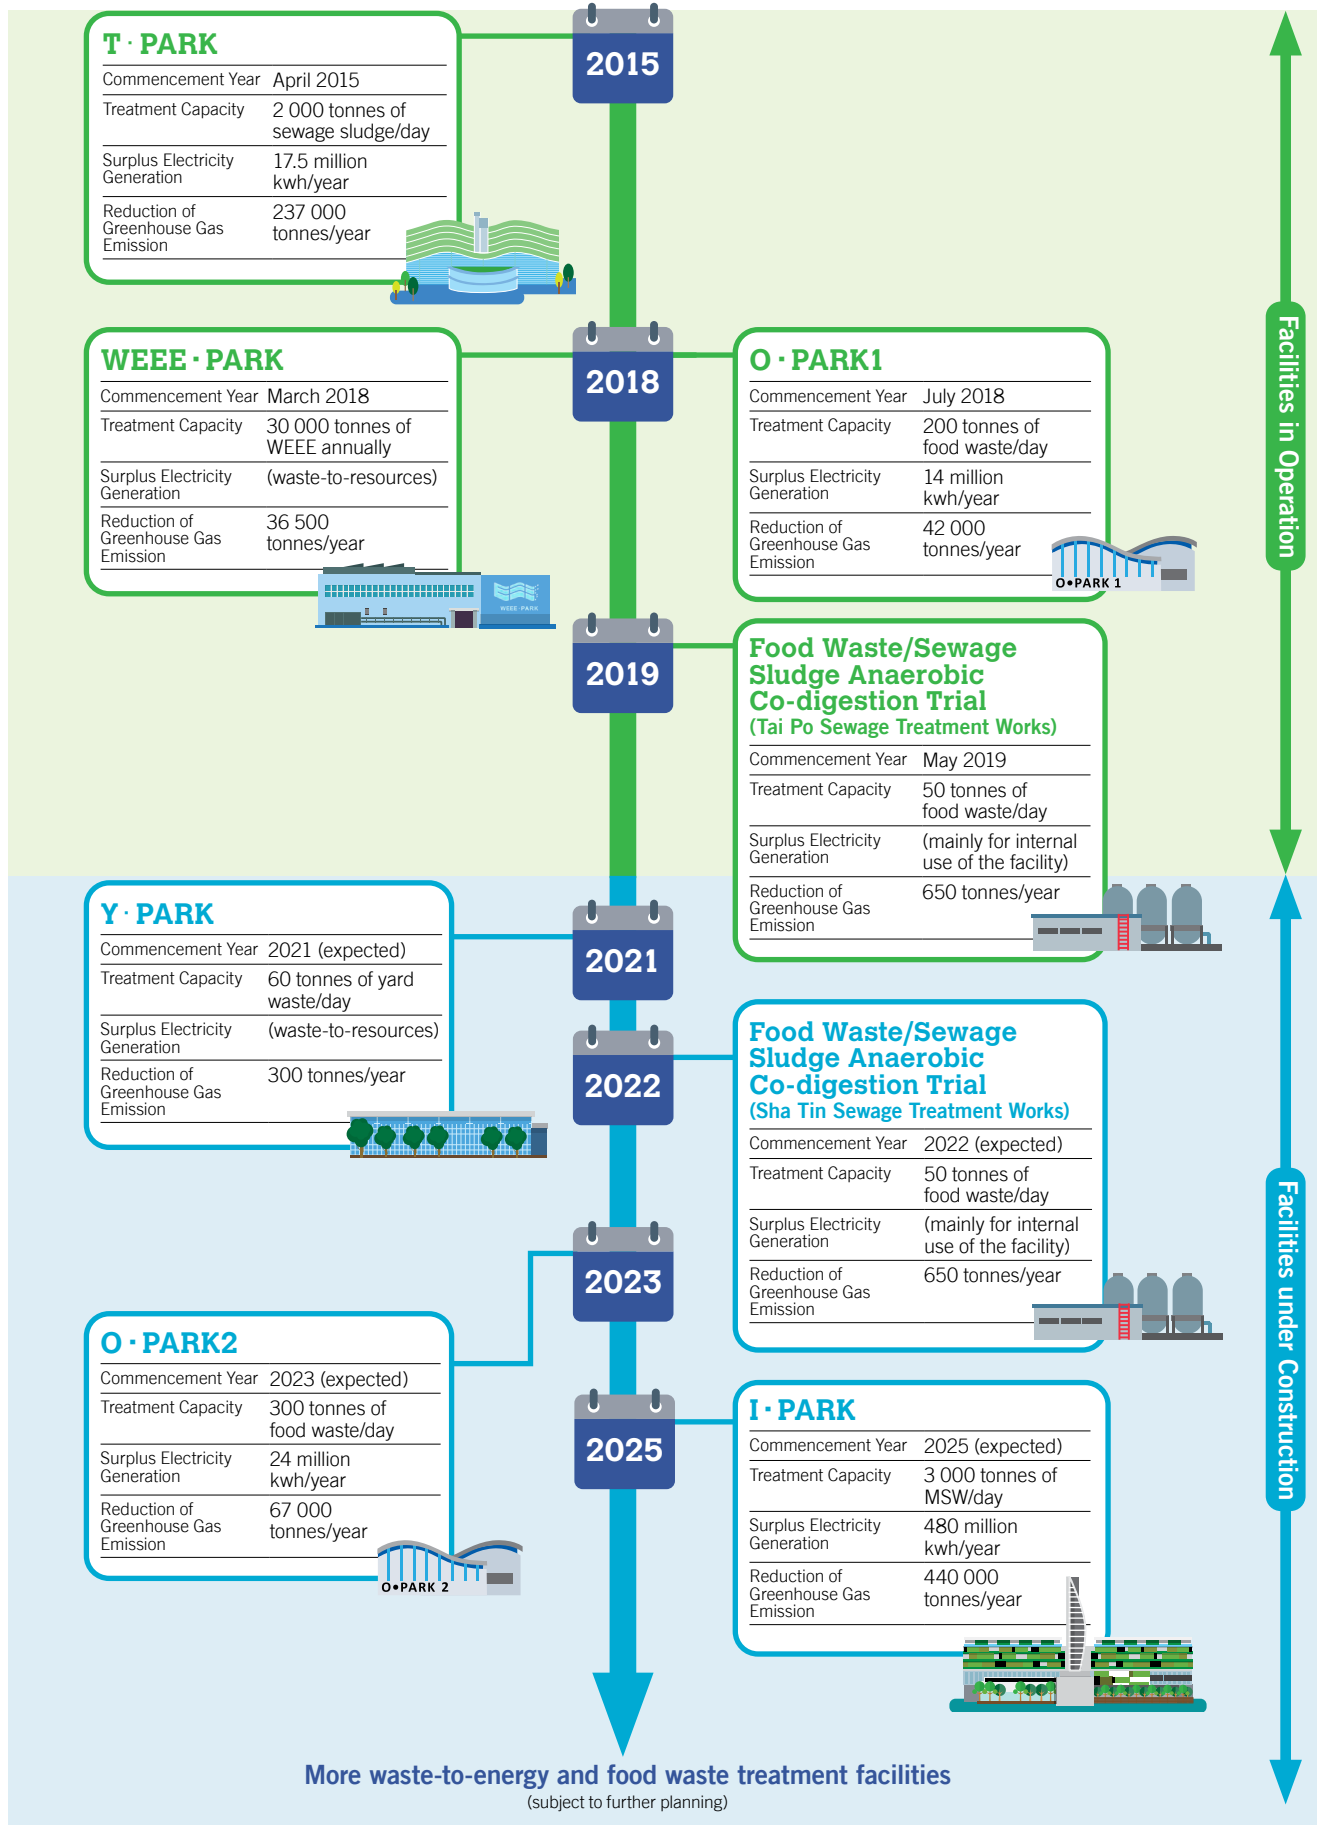 2015
T · PARK
Commencement Year April 2015
Treatment Capacity 2 000 tonnes of
sewage sludge/day
Surplus Electricity
Generation
17.5 million
kwh/year
Reduction of
Greenhouse Gas
Emission
237 000
tonnes/year
2018
WEEE · PARK
Commencement Year March 2018
Treatment Capacity 30 000 tonnes of
WEEE annually
Surplus Electricity
Generation
(waste-to-resources)
Reduction of
Greenhouse Gas
Emission
36 500
tonnes/year
WEEE · PARK
O · PARK1
Commencement Year July 2018
Treatment Capacity 200 tonnes of
food waste/day
Surplus Electricity
Generation
14 million
kwh/year
Reduction of
Greenhouse Gas
Emission
42 000
tonnes/year
O•PARK 1
Facilities in Operation
2019
Food Waste/Sewage
Sludge Anaerobic
Co-digestion Trial
(Tai Po Sewage Treatment Works)
Commencement Year May 2019
Treatment Capacity 50 tonnes of
food waste/day
Surplus Electricity
Generation
(mainly for internal
use of the facility)
Reduction of
Greenhouse Gas
Emission
650 tonnes/year
2021
Y · PARK
Commencement Year 2021 (expected)
Treatment Capacity 60 tonnes of yard
waste/day
Surplus Electricity
Generation
(waste-to-resources)
Reduction of
Greenhouse Gas
Emission
300 tonnes/year
2022
Food Waste/Sewage
Sludge Anaerobic
Co-digestion Trial
(Sha Tin Sewage Treatment Works)
Commencement Year 2022 (expected)
Treatment Capacity 50 tonnes of
food waste/day
Surplus Electricity
Generation
(mainly for internal
use of the facility)
Reduction of
Greenhouse Gas
Emission
650 tonnes/year
Facilities under Construction
2023
O · PARK2
Commencement Year 2023 (expected)
Treatment Capacity 300 tonnes of
food waste/day
Surplus Electricity
Generation
24 million
kwh/year
Reduction of
Greenhouse Gas
Emission
67 000
tonnes/year
O•PARK 2
2025
I · PARK
Commencement Year 2025 (expected)
Treatment Capacity 3 000 tonnes of
MSW/day
Surplus Electricity
Generation
480 million
kwh/year
Reduction of
Greenhouse Gas
Emission
440 000
tonnes/year
More waste-to-energy and food waste treatment facilities
(subject to further planning)